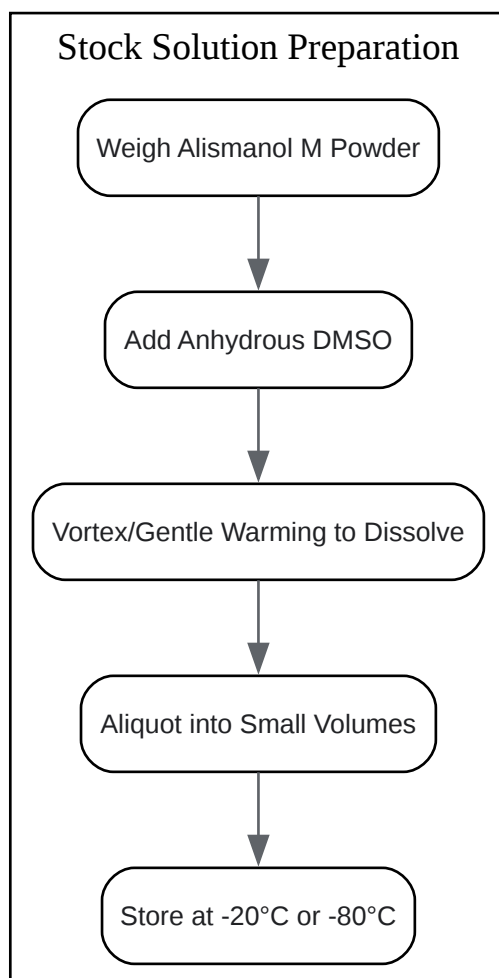 Stock Solution Preparation
Weigh Alismanol M Powder
Add Anhydrous DMSO
Vortex/Gentle Warming to Dissolve
Aliquot into Small Volumes
Store at -20°C or -80°C